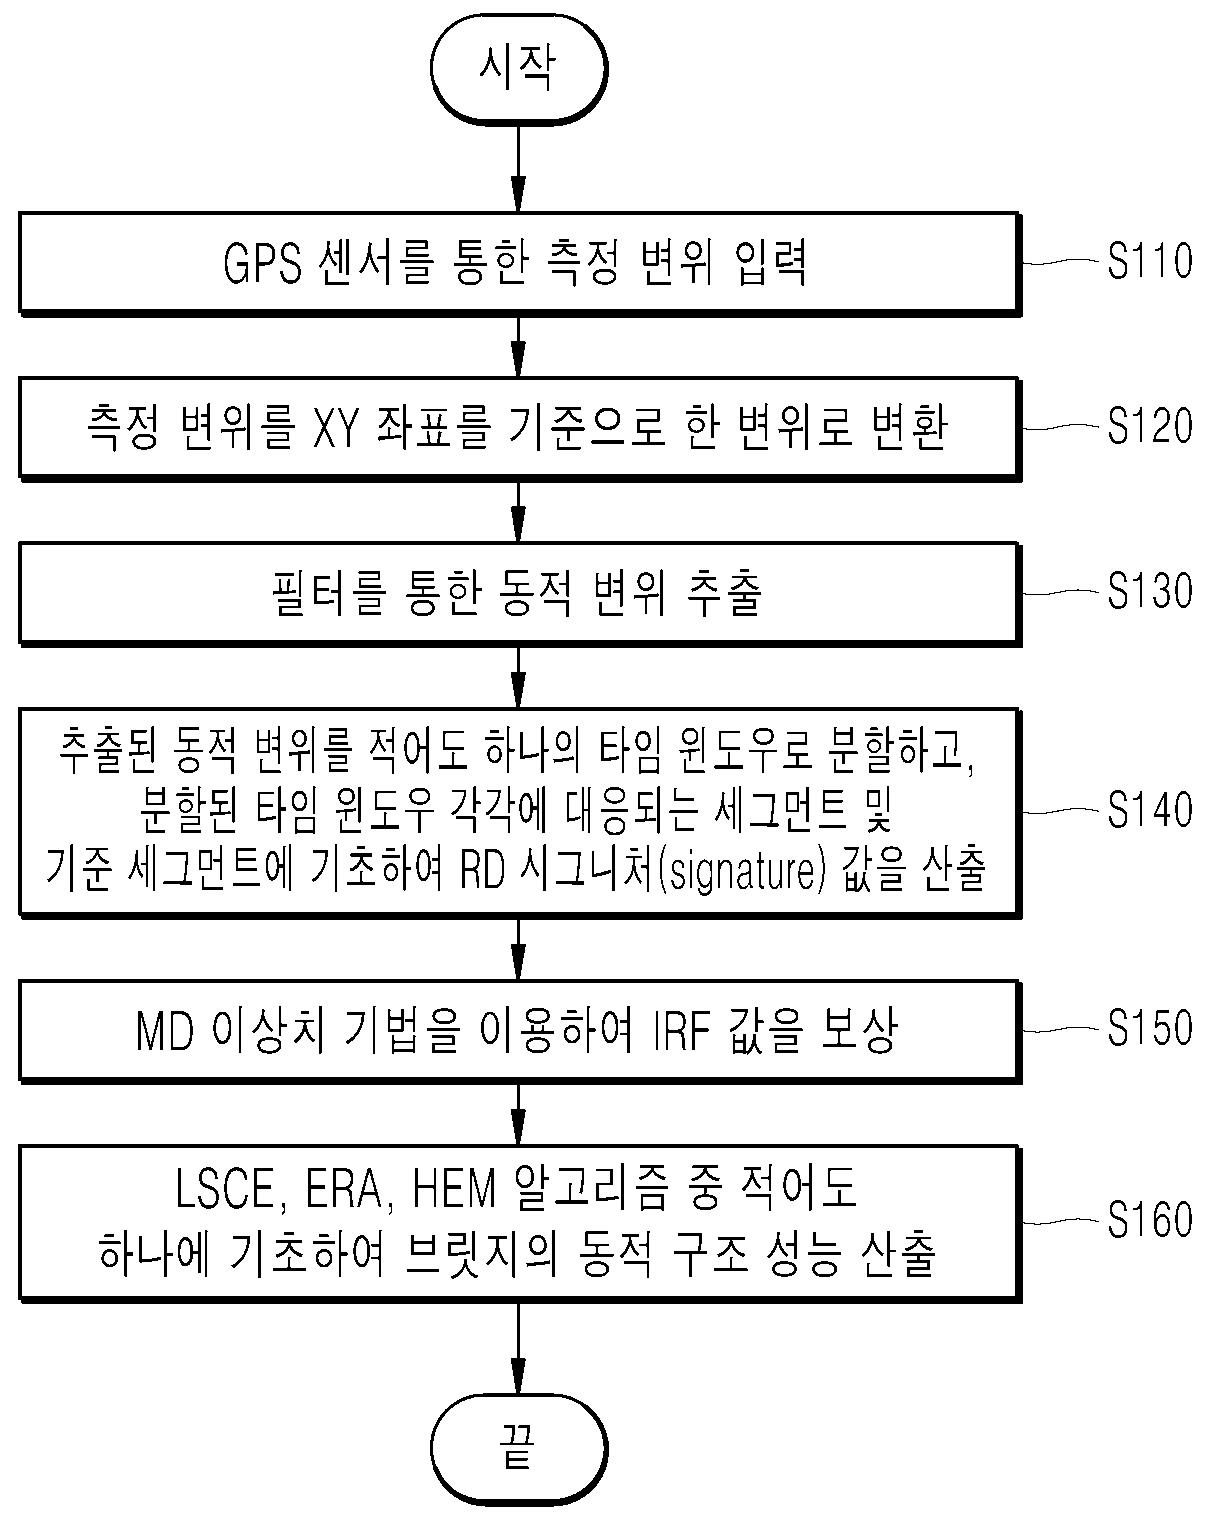 시작
GPS 센서를 통한 측정 변위 입력
S110
측정 변위를 XY 좌표를 기준으로 한 변위로 변환
S120
필터를 통한 동적 변위 추출
S130
추출된 동적 변위를 적어도 하나의 타임 윈도우로 분할하고,
분할된 타임 윈도우 각각에 대응되는 세그먼트 및
기준 세그먼트에 기초하여 RD 시그니처(signature) 값을 산출
S140
MD 이상치 기법을 이용하여 IRF 값을 보상
S150
LSCE, ERA, HEM 알고리즘 중 적어도
하나에 기초하여 브릿지의 동적 구조 성능 산출
S160
끝